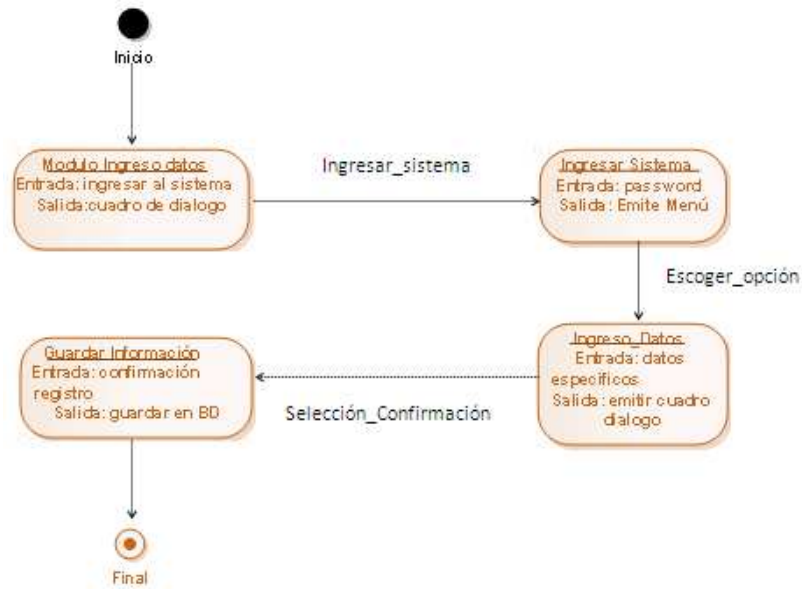 Inicio
Modulo Ingreso datos
Entrada: ingresar al sistema
Salida:cuadro de dialogo
Ingresar_sistema
Ingresar Sistema
Entrada: password
Salida: Emite Menú
Escoger_opción
Ingreso_Datos
Entrada: datos
específicos
Salida: emitir cuadro
dialogo
Selección_Confirmación
Guardar Información
Entrada: confirmación
registro
Salida: guardar en BD
Final